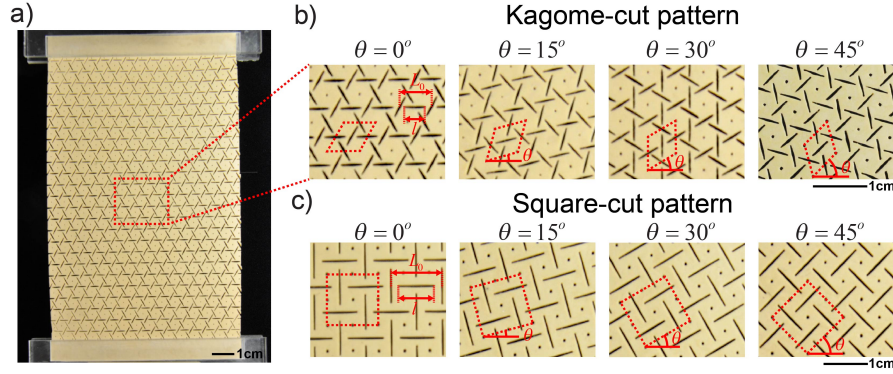 a)
1cm
b)
Kagome-cut pattern
θ = 0°
θ = 15°
θ = 30°
θ = 45°
L₀
l
θ
θ
θ
1cm
c)
Square-cut pattern
θ = 0°
θ = 15°
θ = 30°
θ = 45°
L₀
l
θ
θ
θ
1cm